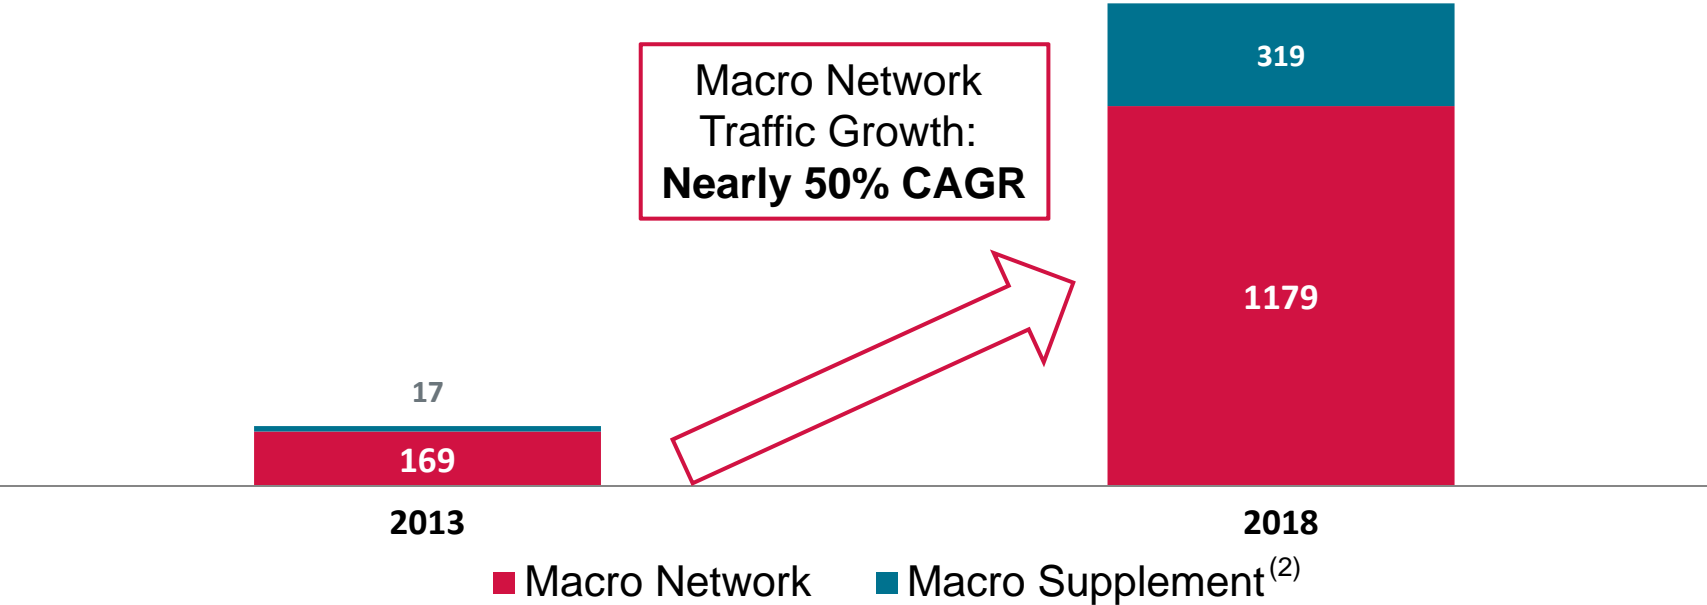 Macro Network
Traffic Growth:
Nearly 50% CAGR
319
1179
17
169
2013
2018
Macro Network
Macro Supplement(2)